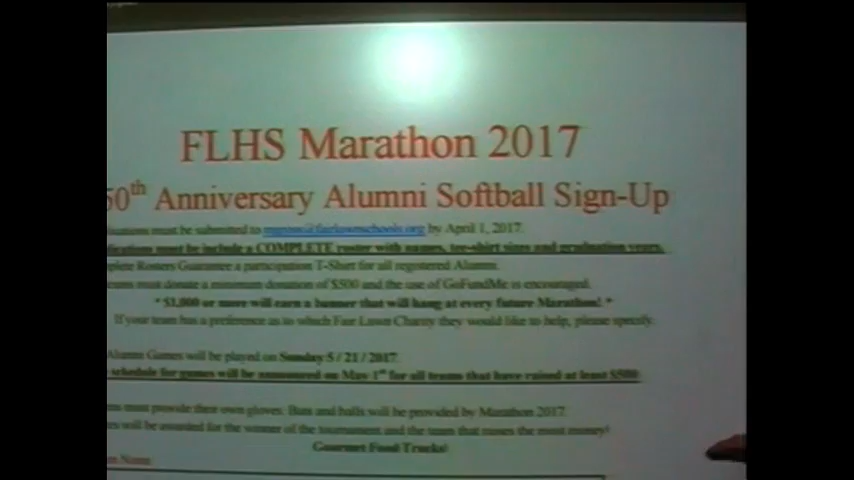 FLHS Marathon 2017
50th Anniversary Alumni Softball Sign-Up
must be submitted to by April 1, 2017.
must be include a COMPLETE roster with names, tee-shirt sizes and graduation years.
Rosters Guarantee a participation T-Shirt for all registered Alumni.
must donate a minimum donation of $500 and the use of GoFundMe is encouraged.
* $1,000 or more will earn a banner that will hang at every future Marathon! *
If your team has a preference as to which Fair Lawn Charity they would like to help, please specify.
Alumni Games will be played on Sunday 5 / 21 / 2017.
schedule for games will be announced on May 1st for all teams that have raised at least $500
must provide their own gloves. Bats and balls will be provided by Marathon 2017.
will be awarded for the winner of the tournament and the team that raises the most money!
Gourmet Food Trucks!
Name